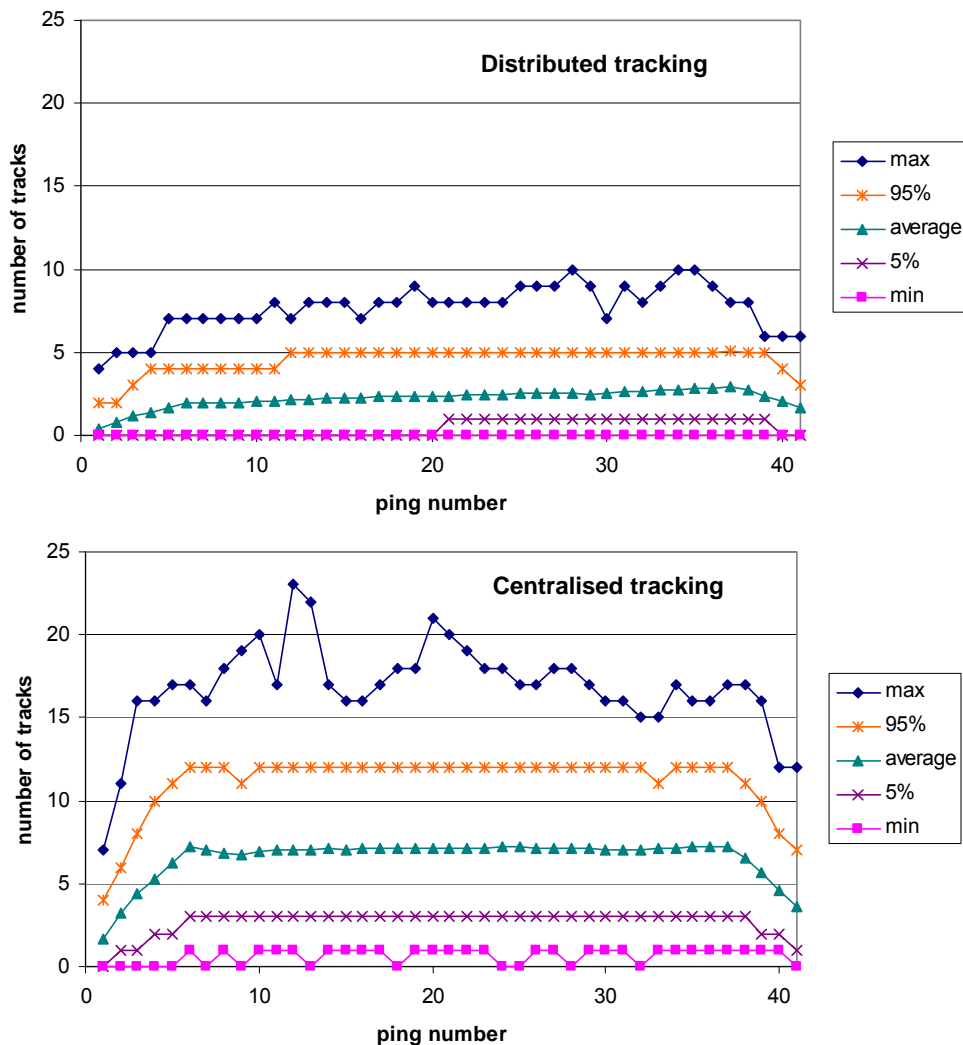 Distributed tracking
number of tracks
25
20
15
10
5
0
0 10 20 30 40
ping number
max
95%
average
5%
min
Centralised tracking
number of tracks
25
20
15
10
5
0
0 10 20 30 40
ping number
max
95%
average
5%
min